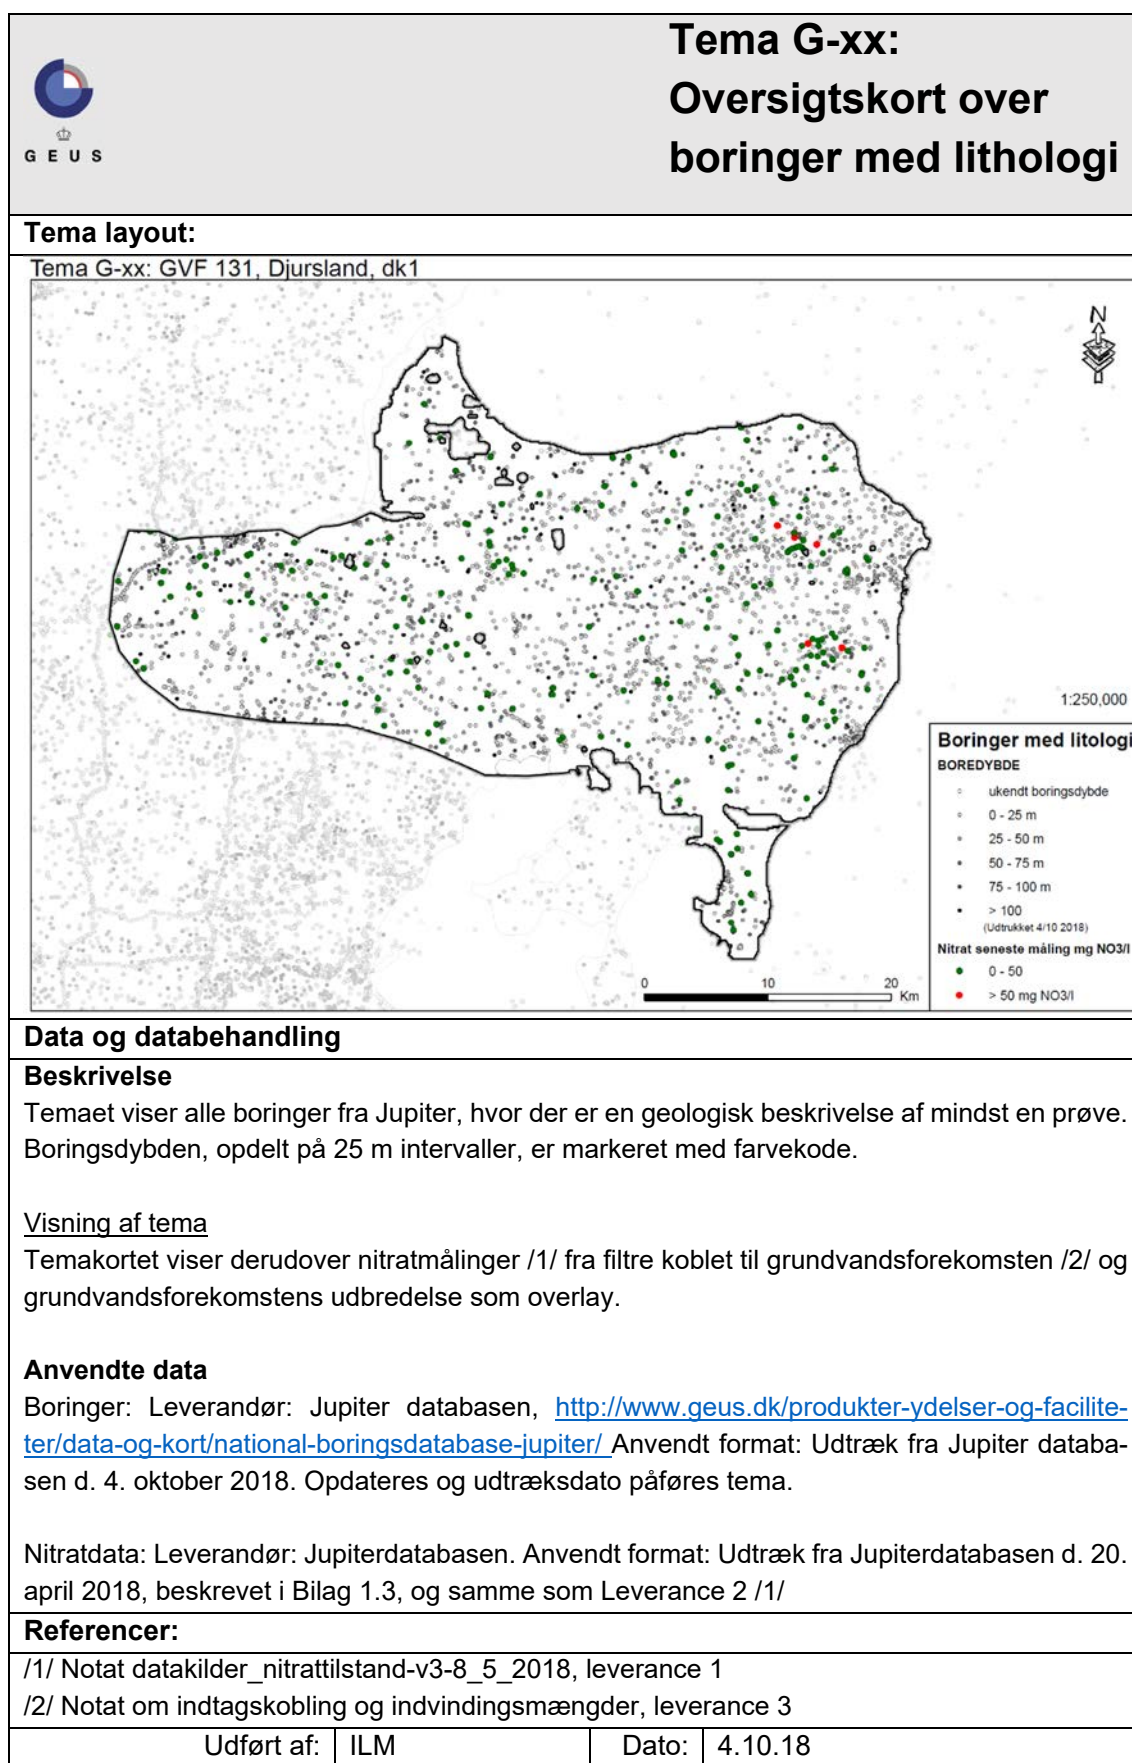 Tema G-xx:
Oversigtskort over
boringer med lithologi
G E U S
Tema layout:
Tema G-xx: GVF 131, Djursland, dk1
N
1:250,000
Boringer med litologi
BOREDYBDE
ukendt boringsdybde
0 - 25 m
25 - 50 m
50 - 75 m
75 - 100 m
> 100
(Udtrukket 4/10 2018)
Nitrat seneste måling mg NO3/l
0 - 50
> 50 mg NO3/l
0 10 20
Km
Data og databehandling
Beskrivelse
Temaet viser alle boringer fra Jupiter, hvor der er en geologisk beskrivelse af mindst en prøve.
Boringsdybden, opdelt på 25 m intervaller, er markeret med farvekode.
Visning af tema
Temakortet viser derudover nitratmålinger /1/ fra filtre koblet til grundvandsforekomsten /2/ og
grundvandsforekomstens udbredelse som overlay.
Anvendte data
Boringer: Leverandør: Jupiter databasen, http://www.geus.dk/produkter-ydelser-og-facilite-
ter/data-og-kort/national-boringsdatabase-jupiter/ Anvendt format: Udtræk fra Jupiter databa-
sen d. 4. oktober 2018. Opdateres og udtræksdato påføres tema.
Nitratdata: Leverandør: Jupiterdatabasen. Anvendt format: Udtræk fra Jupiterdatabasen d. 20.
april 2018, beskrevet i Bilag 1.3, og samme som Leverance 2 /1/
Referencer:
/1/ Notat datakilder_nitrattilstand-v3-8_5_2018, leverance 1
/2/ Notat om indtagskobling og indvindingsmængder, leverance 3
Udført af: ILM Dato: 4.10.18